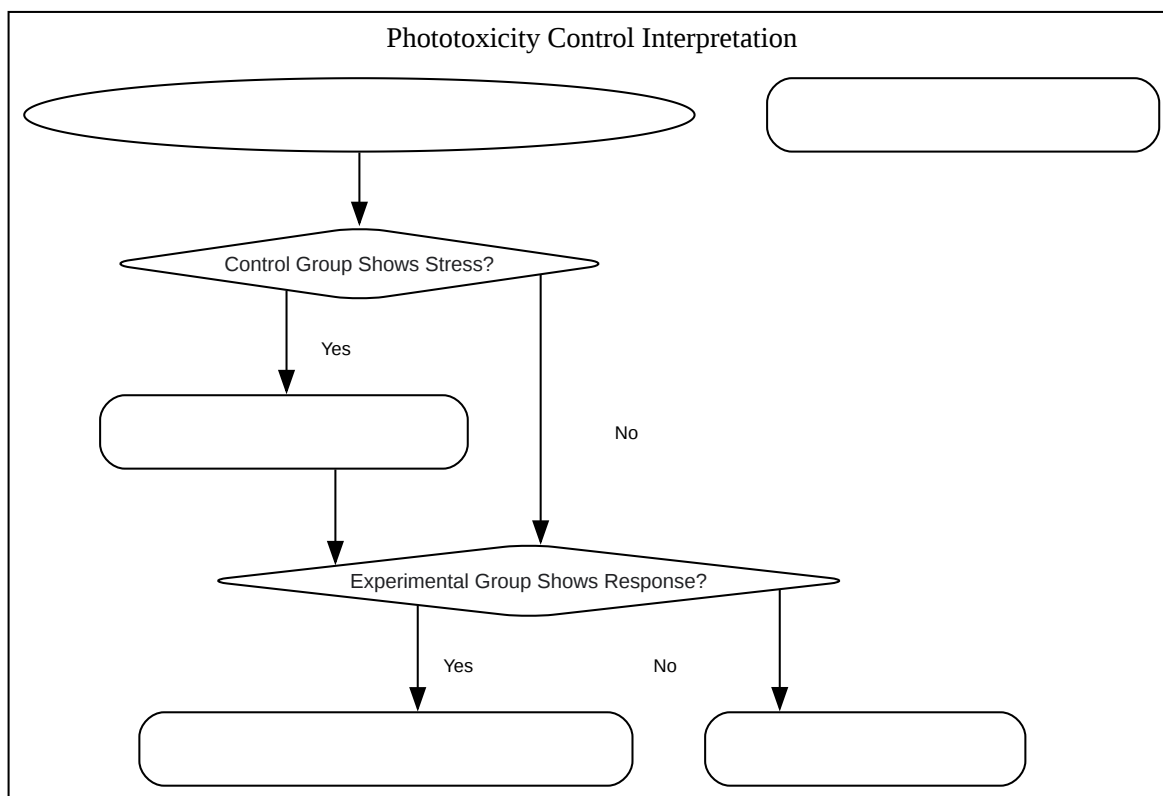 Phototoxicity Control Interpretation
Control Group Shows Stress?
Yes
No
Experimental Group Shows Response?
Yes
No